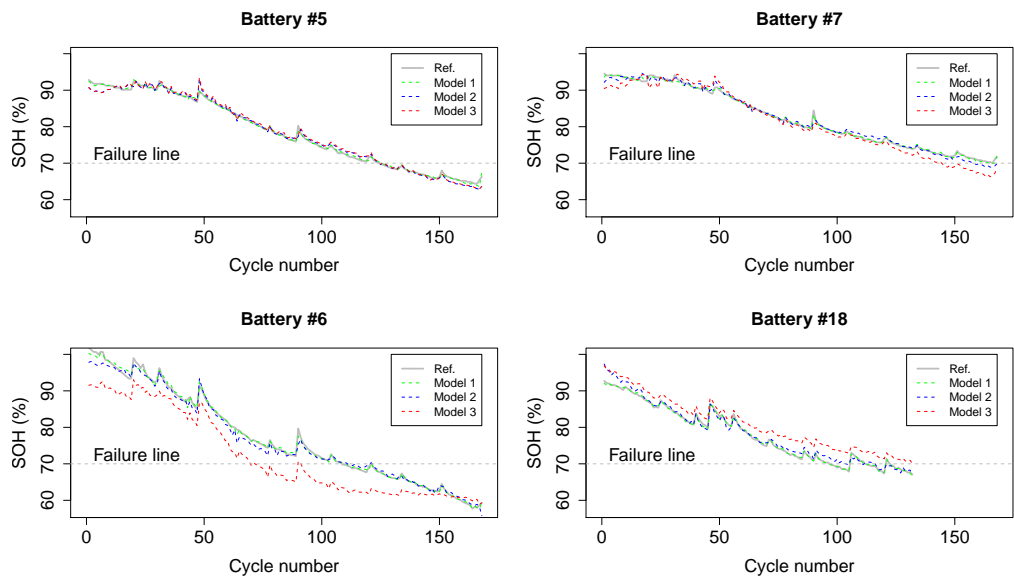 Battery #5
SOH (%)
90
80
70
60
Failure line
Ref.
Model 1
Model 2
Model 3
0 50 100 150
Cycle number
Battery #7
SOH (%)
90
80
70
60
Failure line
Ref.
Model 1
Model 2
Model 3
0 50 100 150
Cycle number
Battery #6
SOH (%)
90
80
70
60
Failure line
Ref.
Model 1
Model 2
Model 3
0 50 100 150
Cycle number
Battery #18
SOH (%)
90
80
70
60
Failure line
Ref.
Model 1
Model 2
Model 3
0 50 100 150
Cycle number